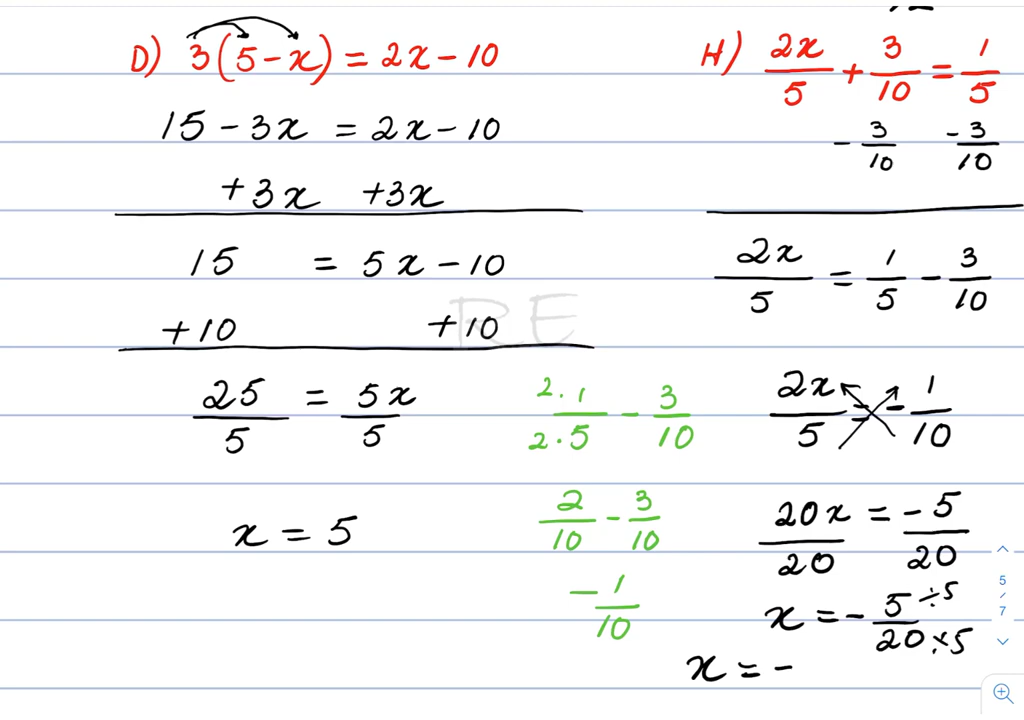 D) 3(5-x) = 2x-10
15-3x = 2x-10
+3x +3x
15 = 5x-10
+10 +10
25/5 = 5x/5
x = 5
H) 2x/5 + 3/10 = 1/5
-3/10 -3/10
2x/5 = 1/5 - 3/10
2·1/2·5 - 3/10
2/10 - 3/10
-1/10
2x/5 = -1/10
20x/20 = -5/20
x = -5÷5/20÷5
x = -
RE
5
/
7